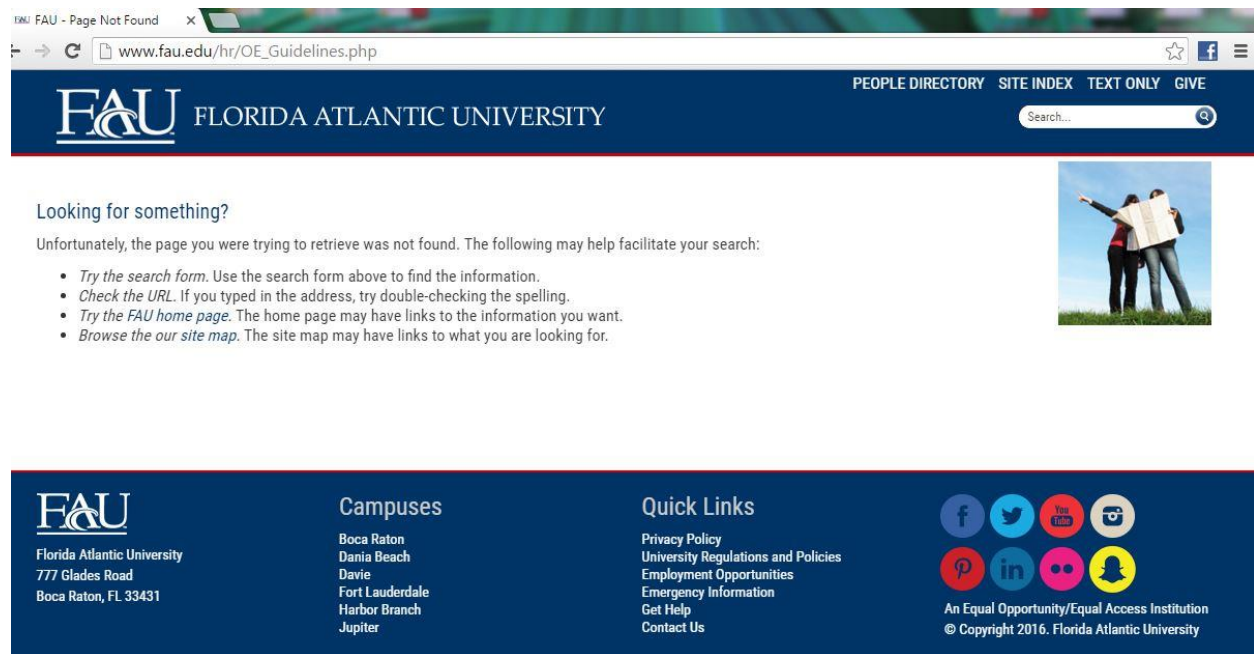 FAU FAU - Page Not Found
www.fau.edu/hr/OE_Guidelines.php
PEOPLE DIRECTORY SITE INDEX TEXT ONLY GIVE
FAU FLORIDA ATLANTIC UNIVERSITY
Search...
Looking for something?
Unfortunately, the page you were trying to retrieve was not found. The following may help facilitate your search:
• Try the search form. Use the search form above to find the information.
• Check the URL. If you typed in the address, try double-checking the spelling.
• Try the FAU home page. The home page may have links to the information you want.
• Browse the our site map. The site map may have links to what you are looking for.
FAU
Florida Atlantic University
777 Glades Road
Boca Raton, FL 33431
Campuses
Boca Raton
Dania Beach
Davie
Fort Lauderdale
Harbor Branch
Jupiter
Quick Links
Privacy Policy
University Regulations and Policies
Employment Opportunities
Emergency Information
Get Help
Contact Us
You
Tube
An Equal Opportunity/Equal Access Institution
© Copyright 2016. Florida Atlantic University